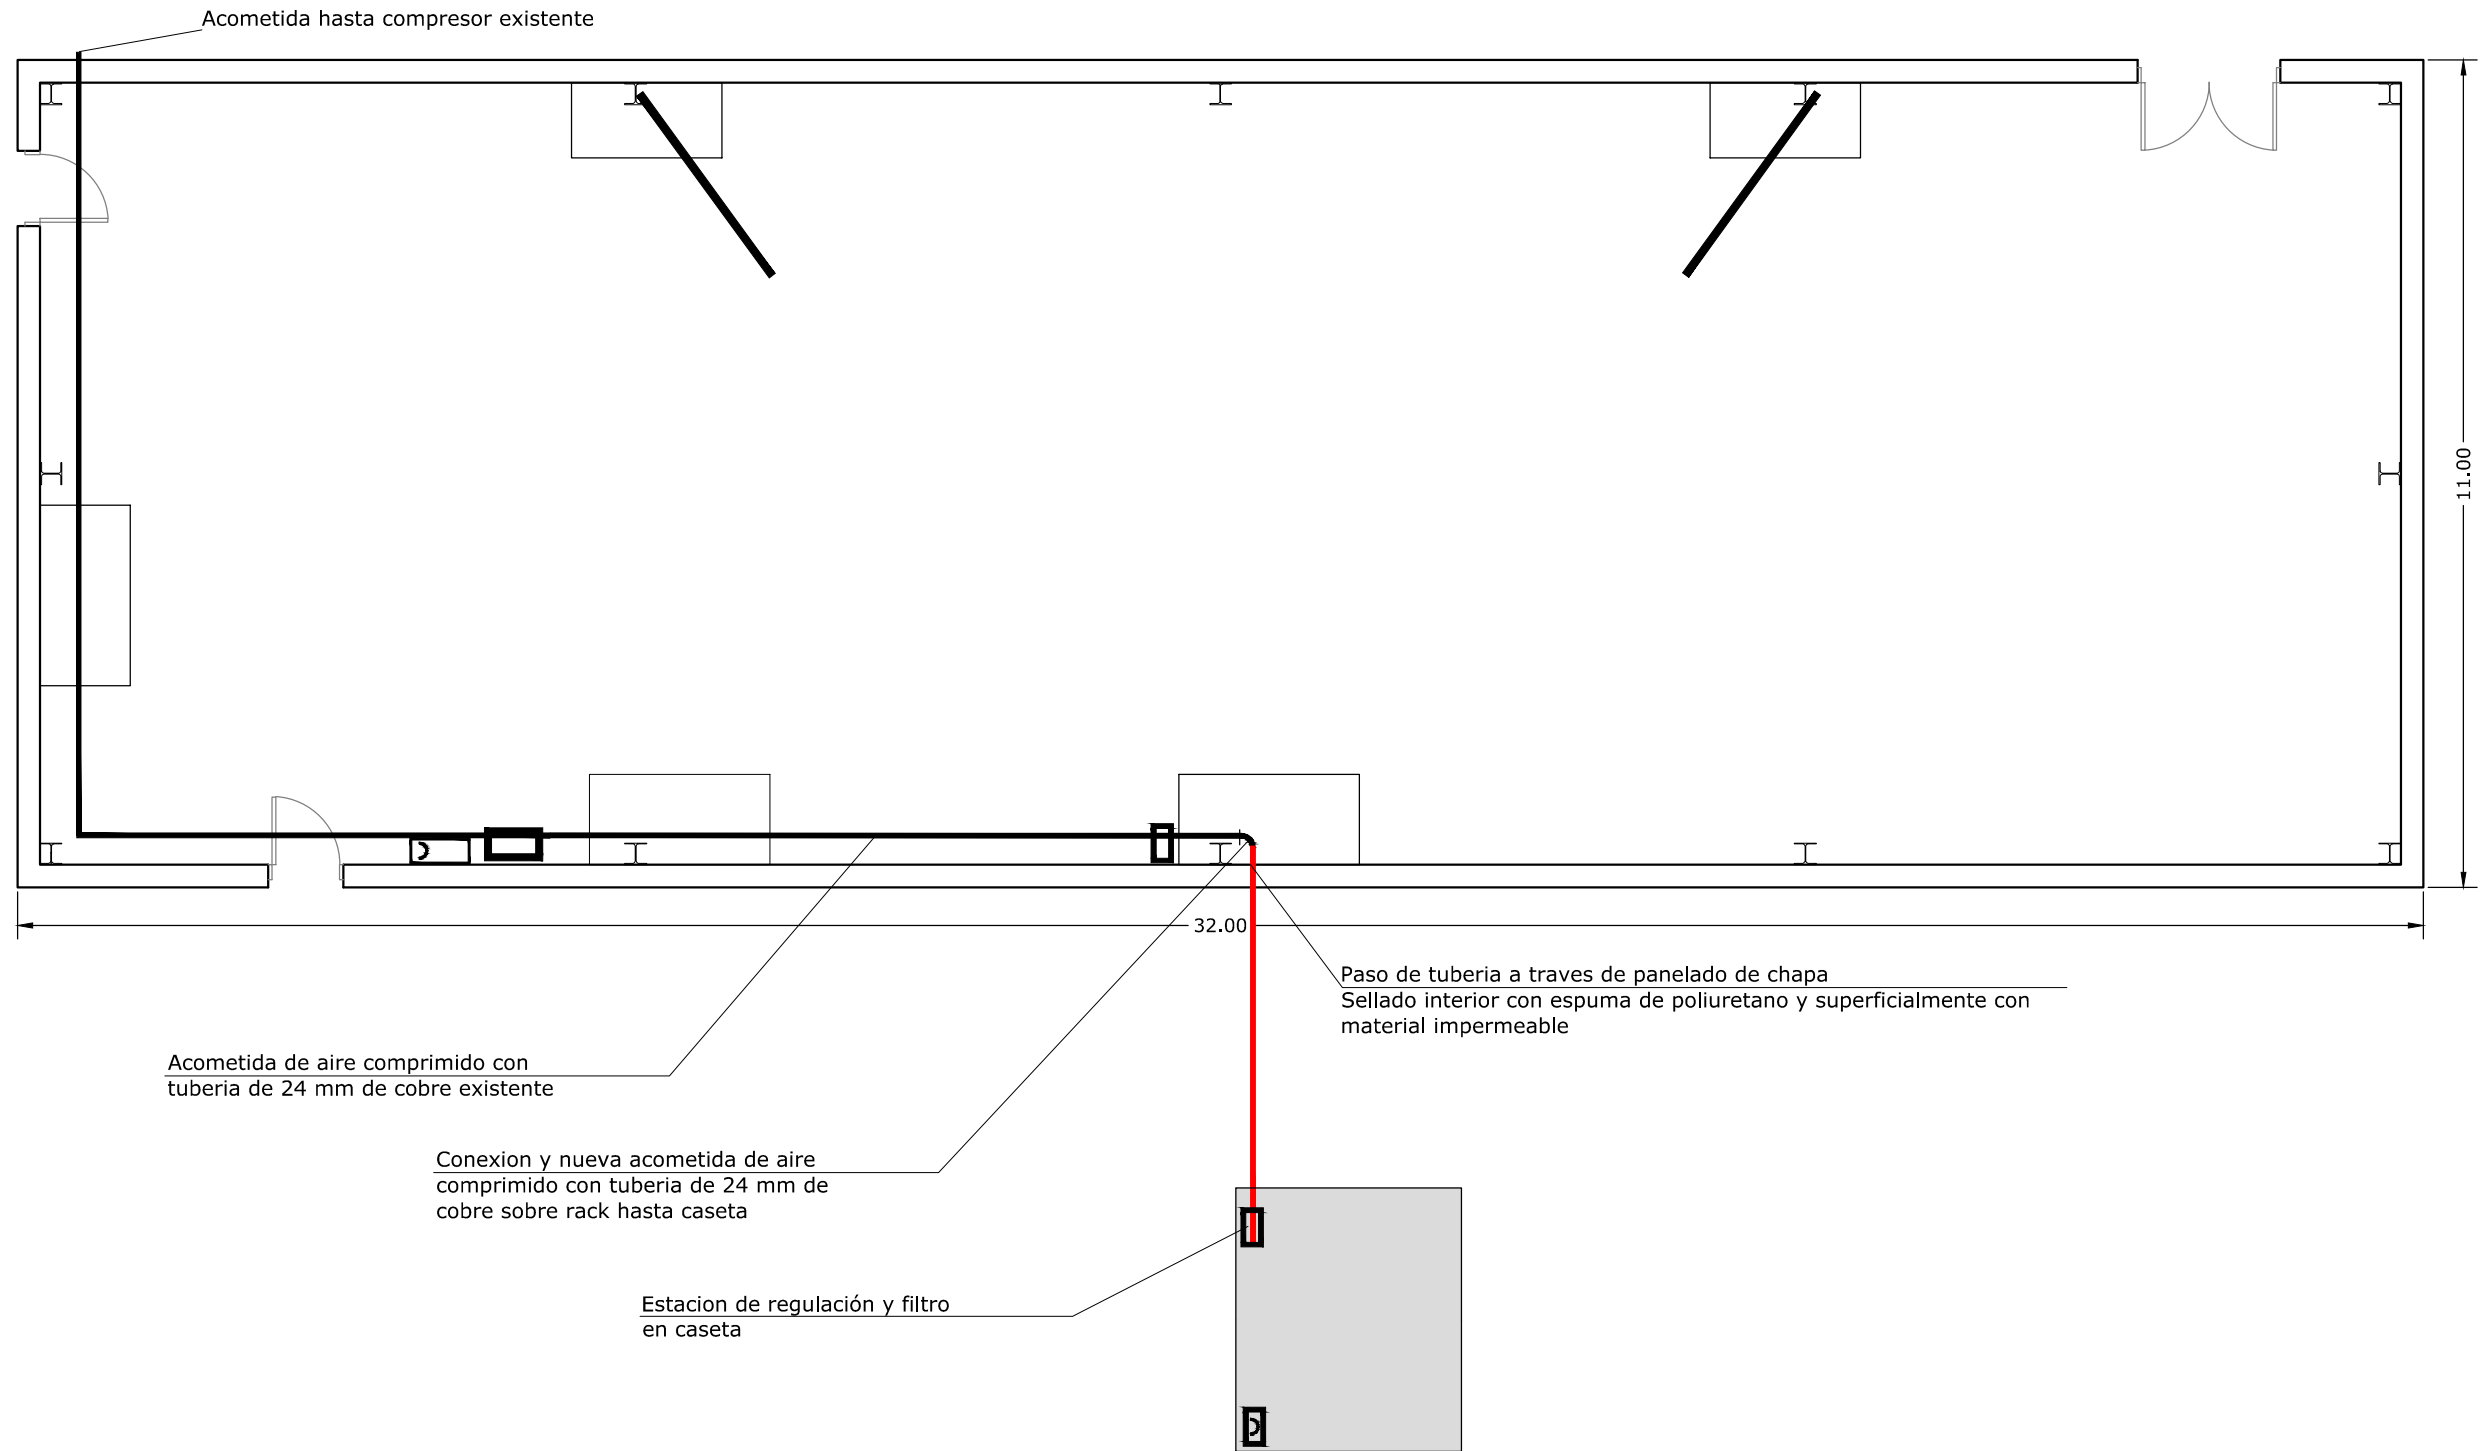 Acometida hasta compresor existente
11.00
32.00
Paso de tuberia a traves de panelado de chapa
Sellado interior con espuma de poliuretano y superficialmente con
material impermeable
Acometida de aire comprimido con
tuberia de 24 mm de cobre existente
Conexion y nueva acometida de aire
comprimido con tuberia de 24 mm de
cobre sobre rack hasta caseta
Estacion de regulación y filtro
en caseta